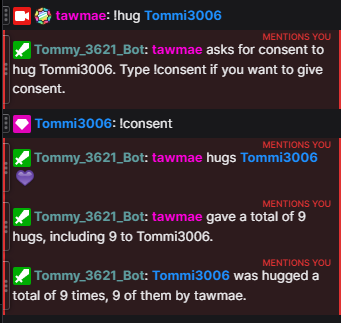 tawmae: !hug Tommi3006
MENTIONS YOU
Tommy_3621_Bot: tawmae asks for consent to
hug Tommi3006. Type !consent if you want to give
consent.
Tommi3006: !consent
MENTIONS YOU
Tommy_3621_Bot: tawmae hugs Tommi3006
MENTIONS YOU
Tommy_3621_Bot: tawmae gave a total of 9
hugs, including 9 to Tommi3006.
MENTIONS YOU
Tommy_3621_Bot: Tommi3006 was hugged a
total of 9 times, 9 of them by tawmae.